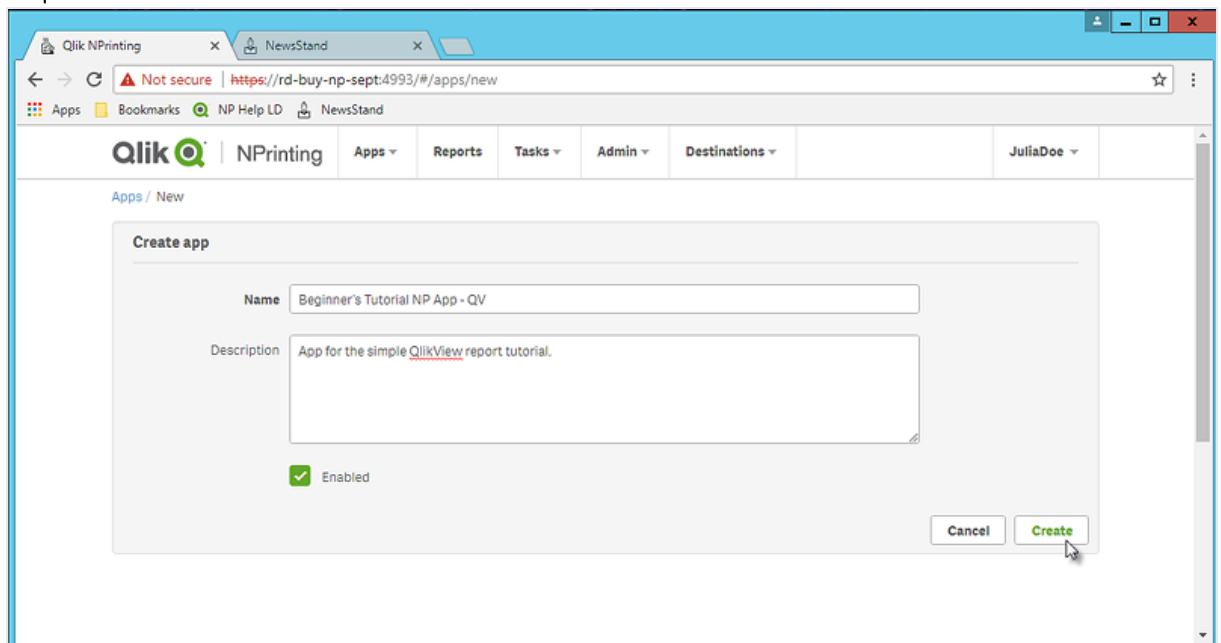 Qlik NPrinting NewsStand
Not secure https://rd-buy-np-sept:4993/#/apps/new
Apps Bookmarks NP Help LD NewsStand
Qlik NPrinting Apps Reports Tasks Admin Destinations JuliaDoe
Apps / New
Create app
Name Beginner's Tutorial NP App - QV
Description App for the simple QlikView report tutorial.
Enabled
Cancel Create